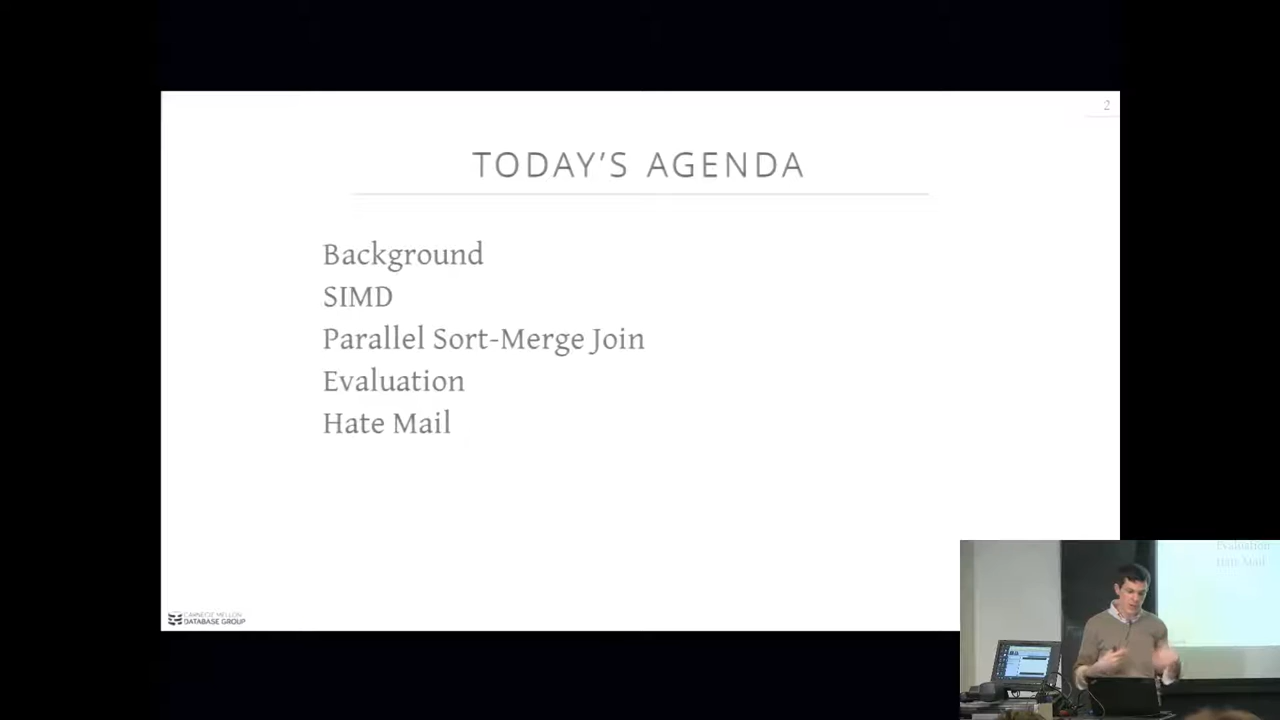 2
TODAY'S AGENDA
Background
SIMD
Parallel Sort-Merge Join
Evaluation
Hate Mail
CARNEGIE MELLON
DATABASE GROUP
Evaluation
Hate Mail